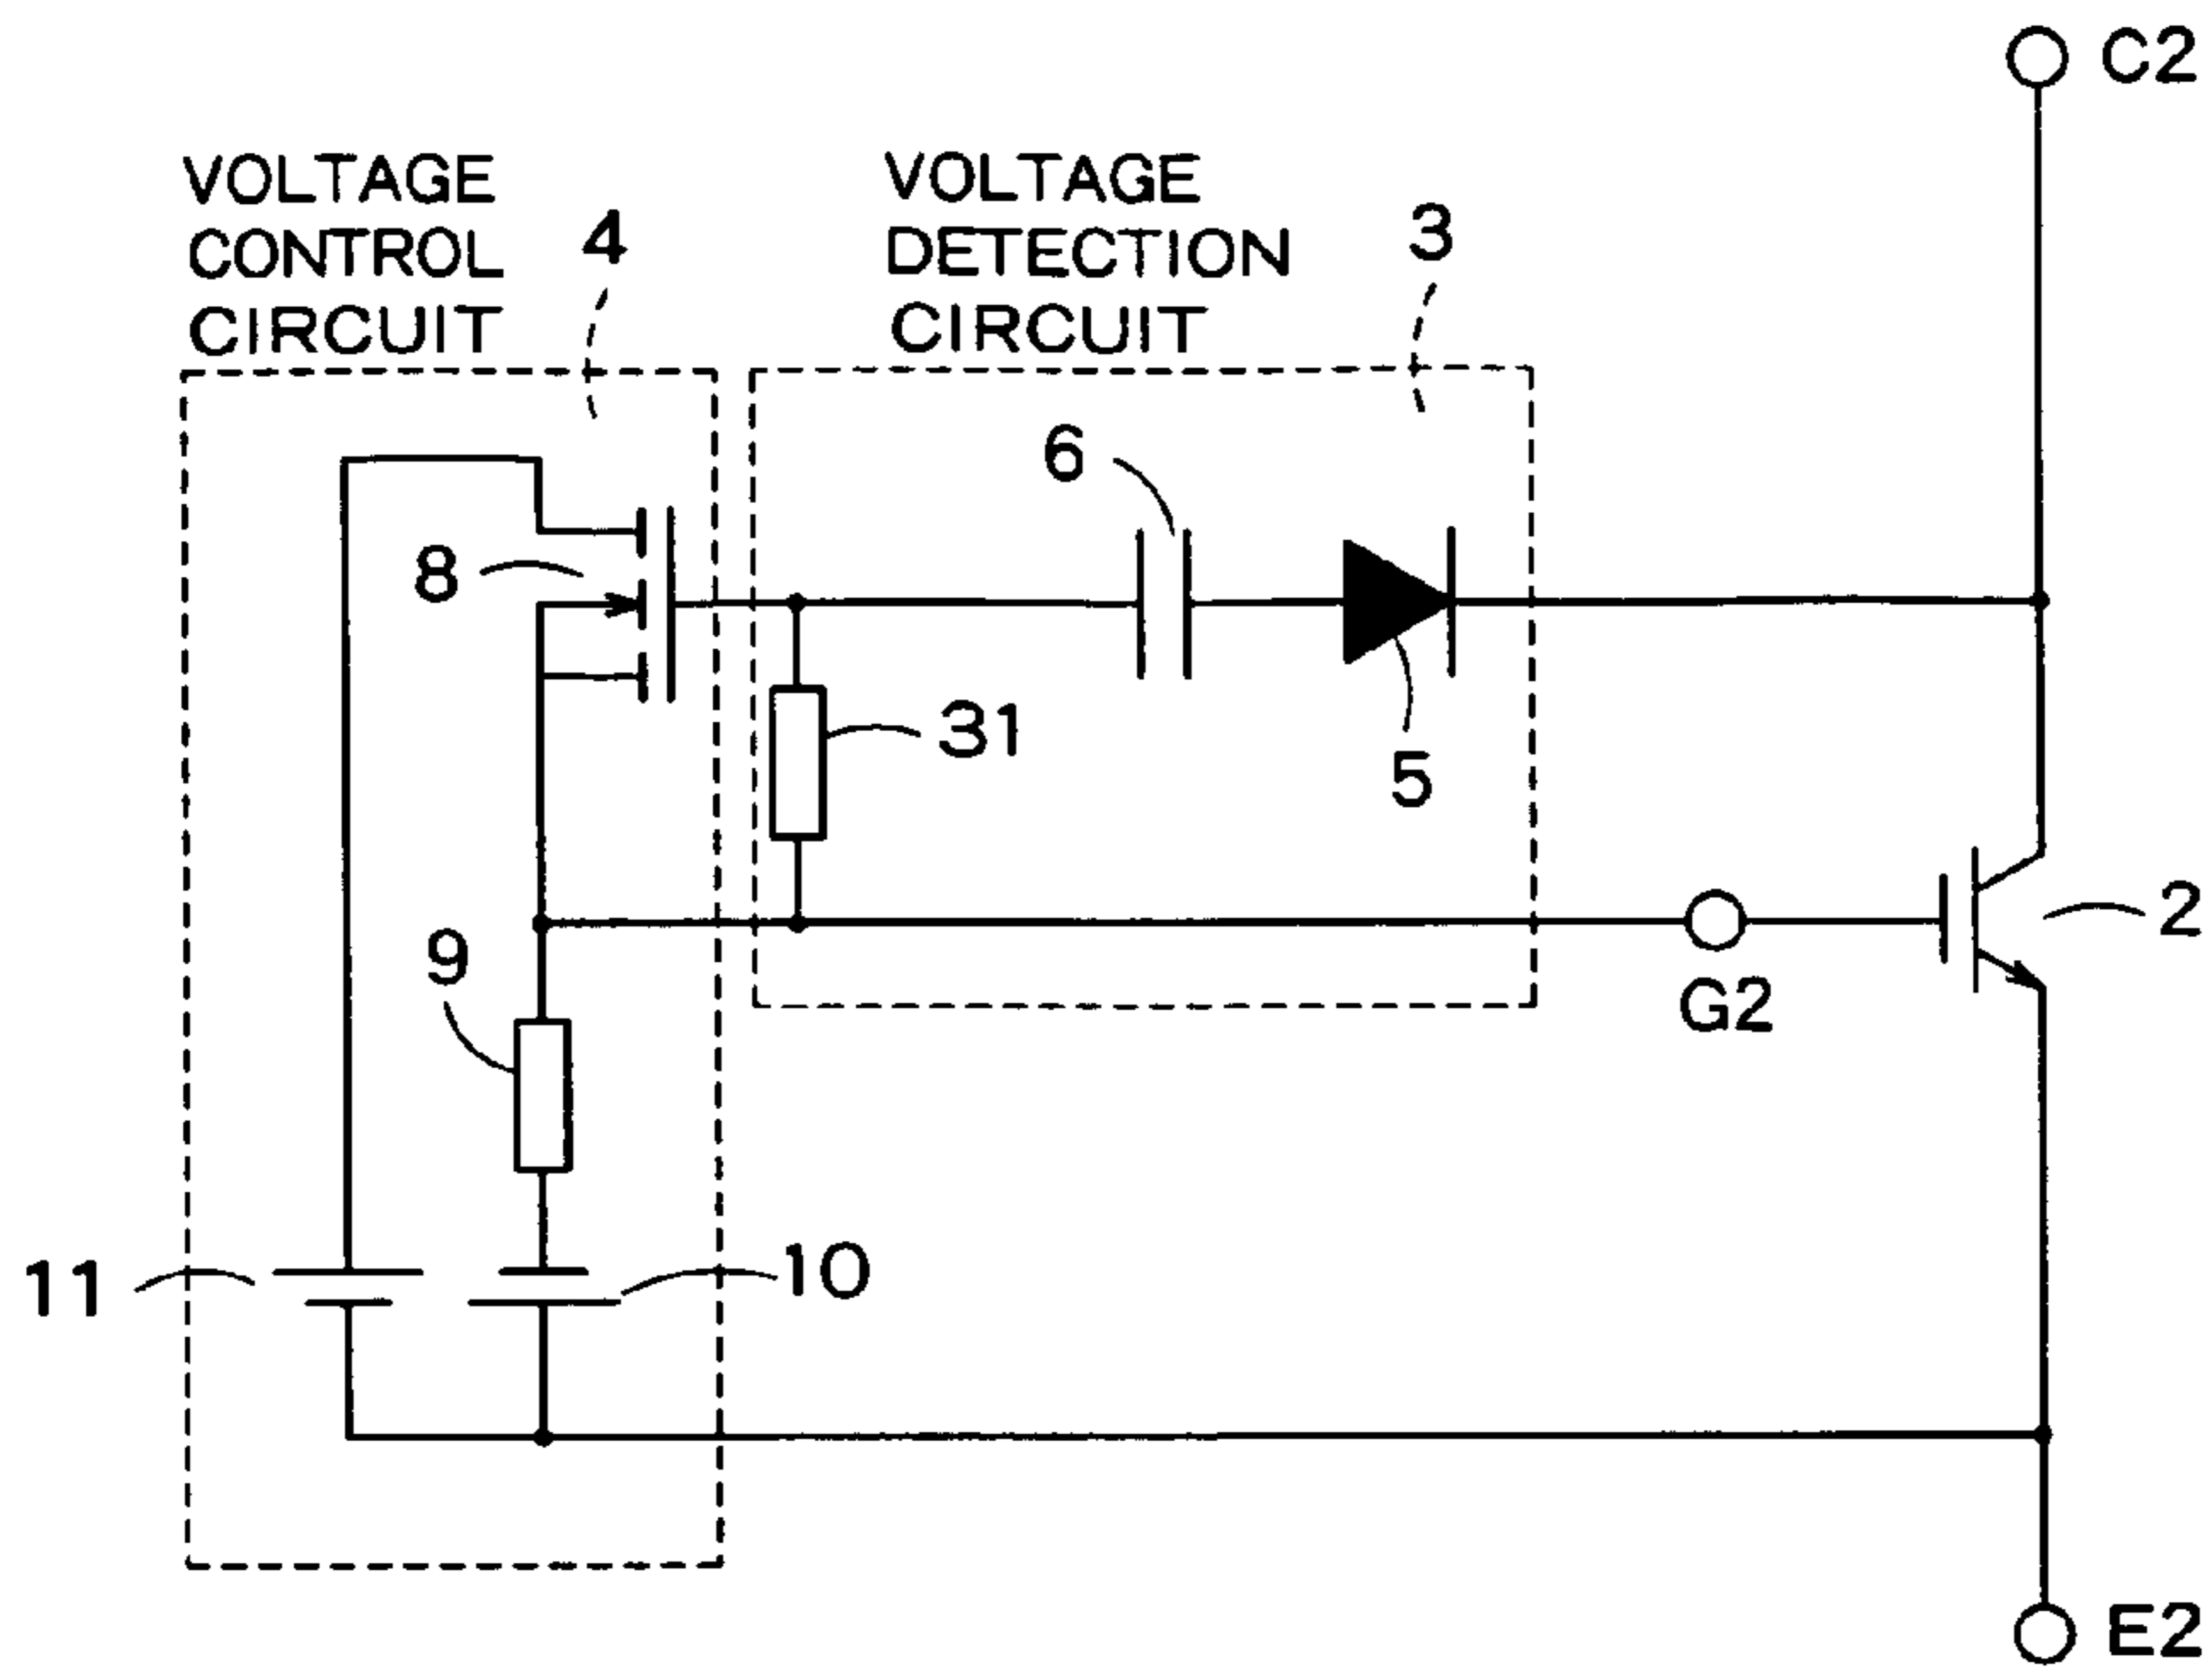 C2
VOLTAGE
CONTROL
CIRCUIT
4
VOLTAGE
DETECTION
CIRCUIT
3
6
8
31
5
2
9
G2
11
10
E2